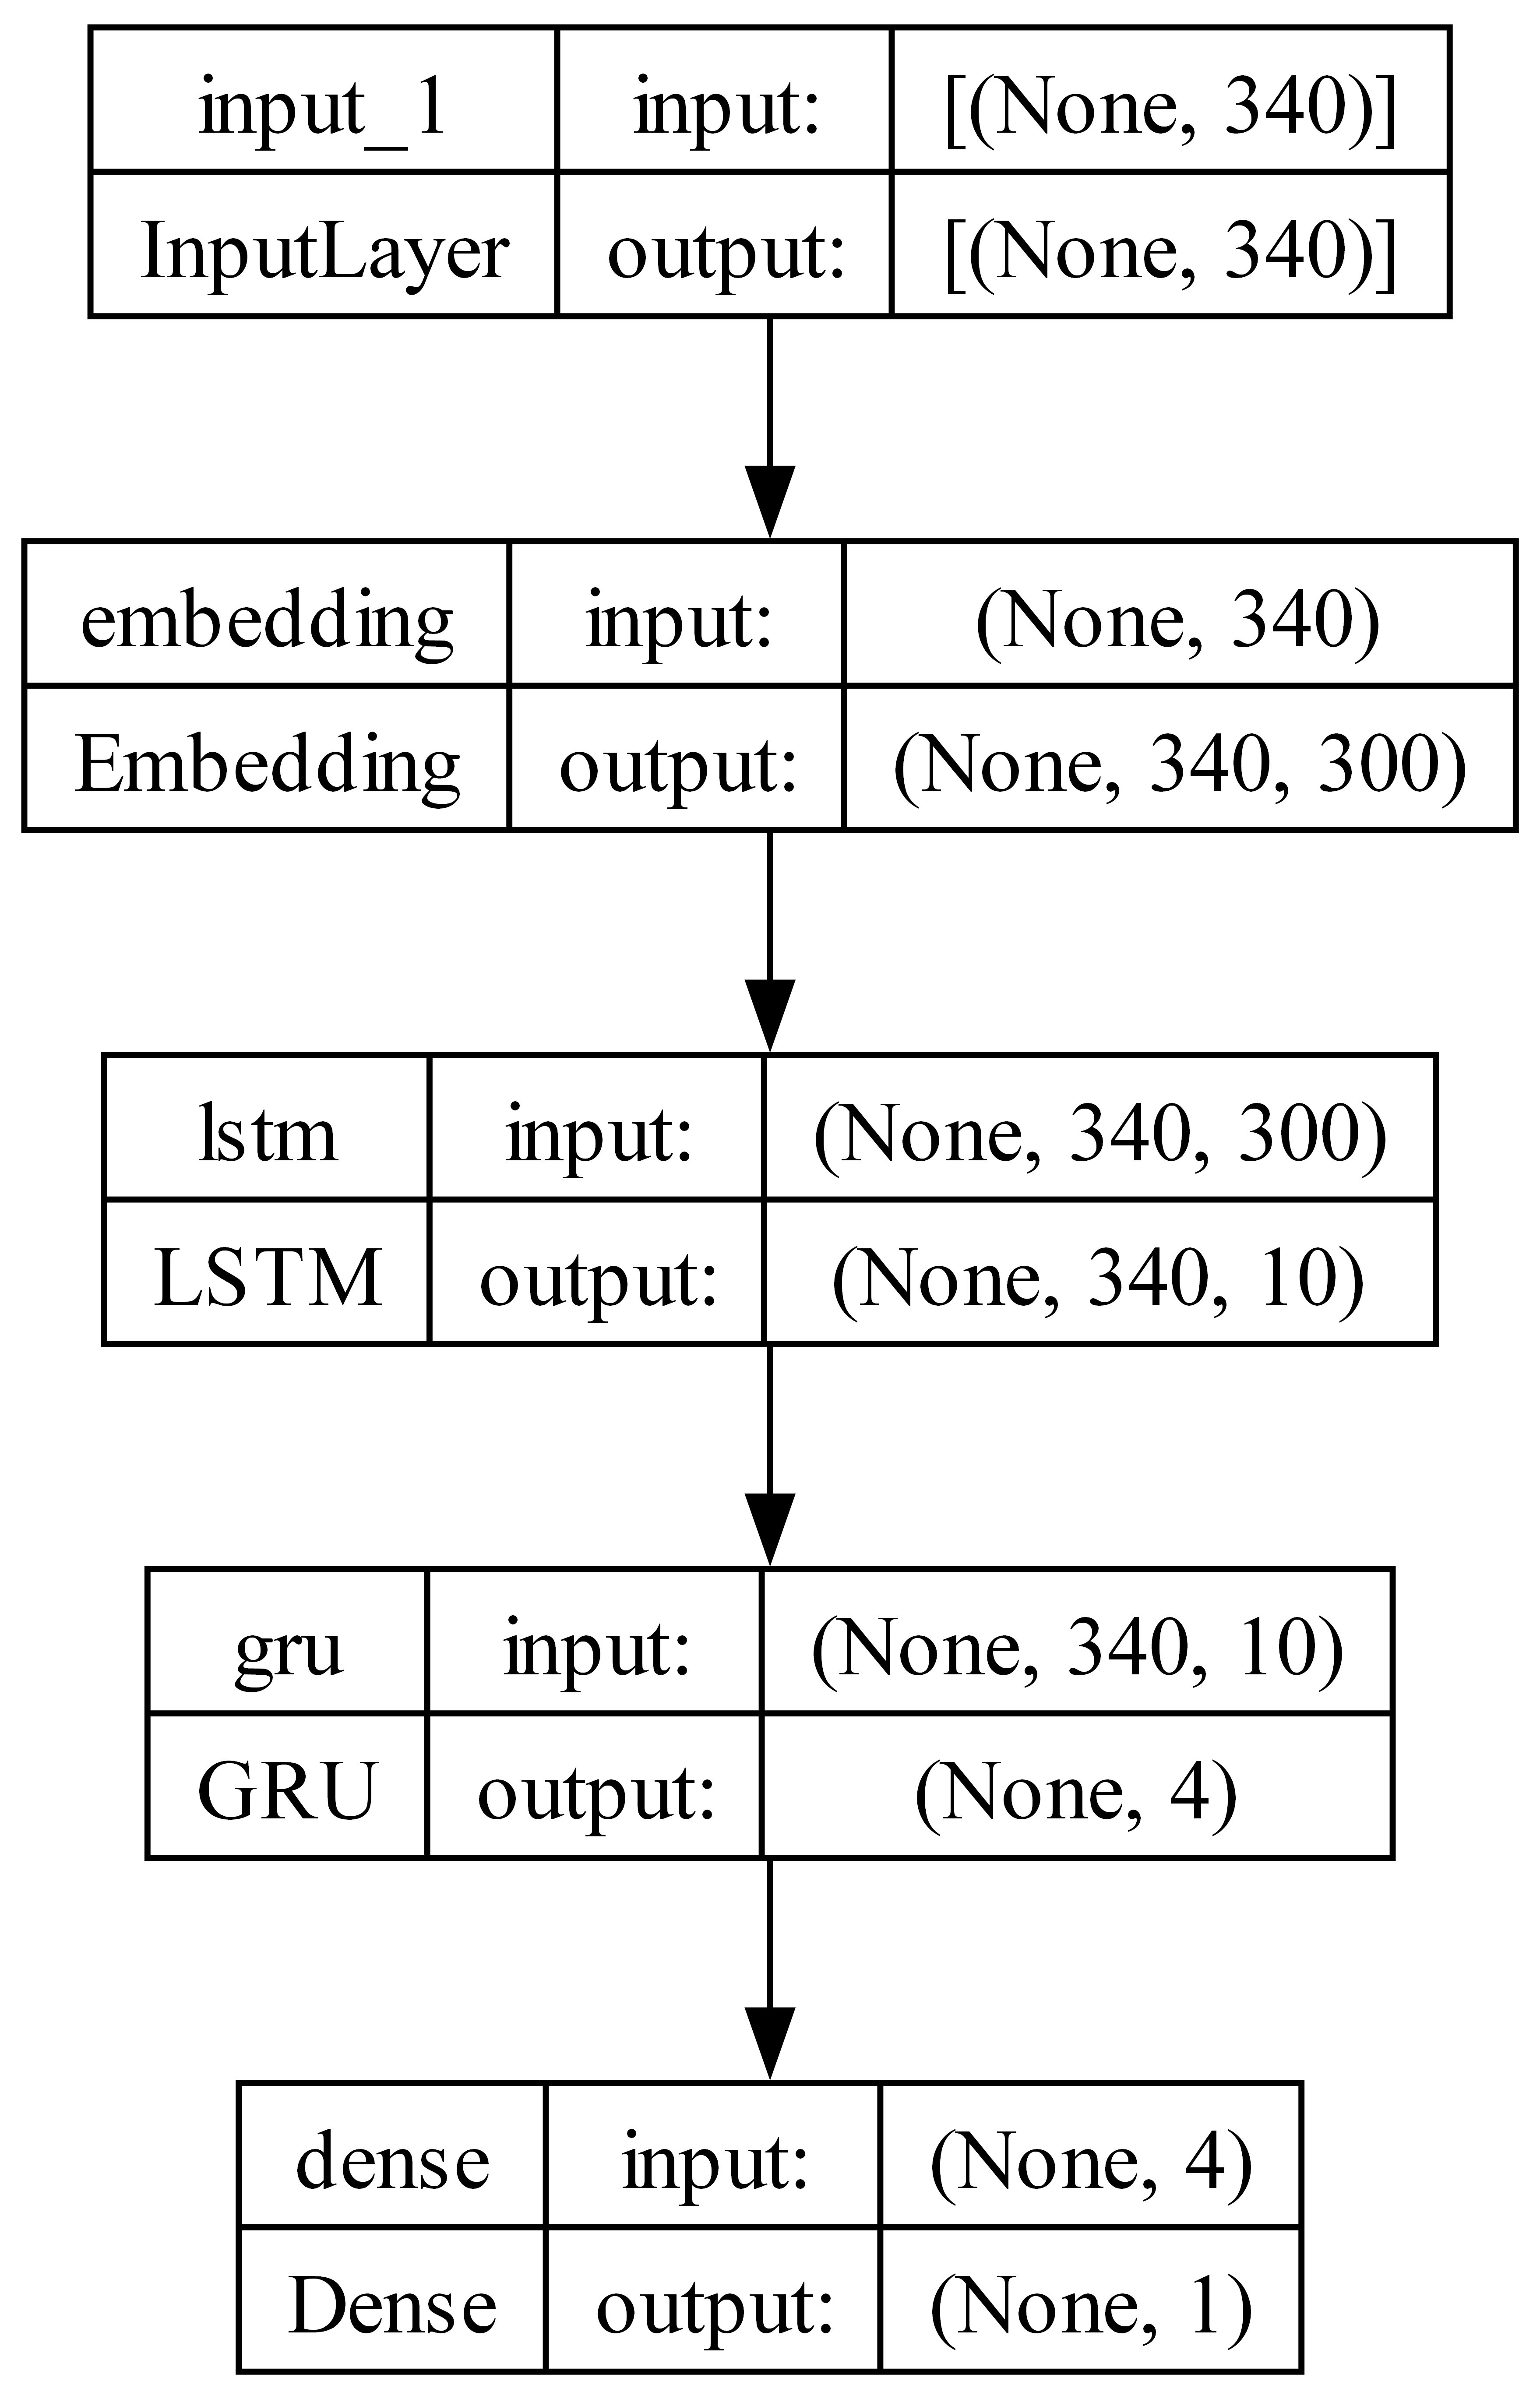 input_1 input: [(None, 340)]
InputLayer output: [(None, 340)]
embedding input: (None, 340)
Embedding output: (None, 340, 300)
lstm input: (None, 340, 300)
LSTM output: (None, 340, 10)
gru input: (None, 340, 10)
GRU output: (None, 4)
dense input: (None, 4)
Dense output: (None, 1)